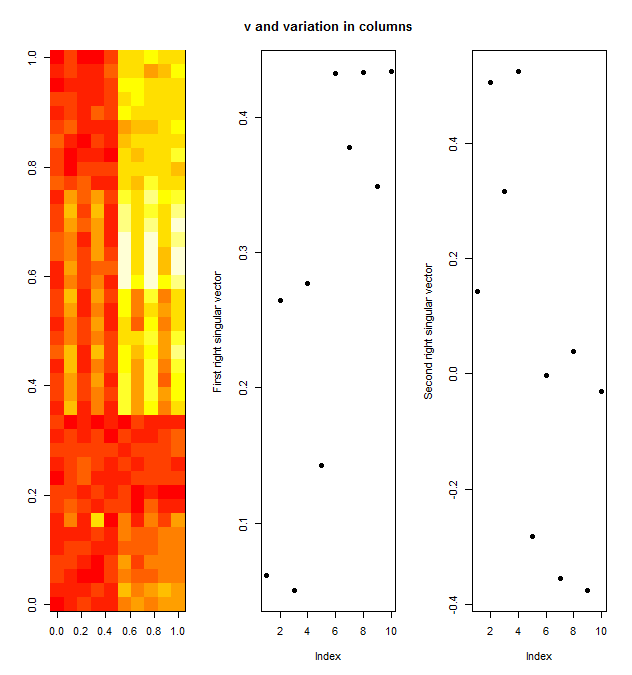 v and variation in columns
1.0
0.8
0.6
0.4
0.2
0.0
0.0 0.2 0.4 0.6 0.8 1.0
First right singular vector
0.4
0.3
0.2
0.1
2 4 6 8 10
Index
Second right singular vector
0.4
0.2
0.0
-0.2
-0.4
2 4 6 8 10
Index